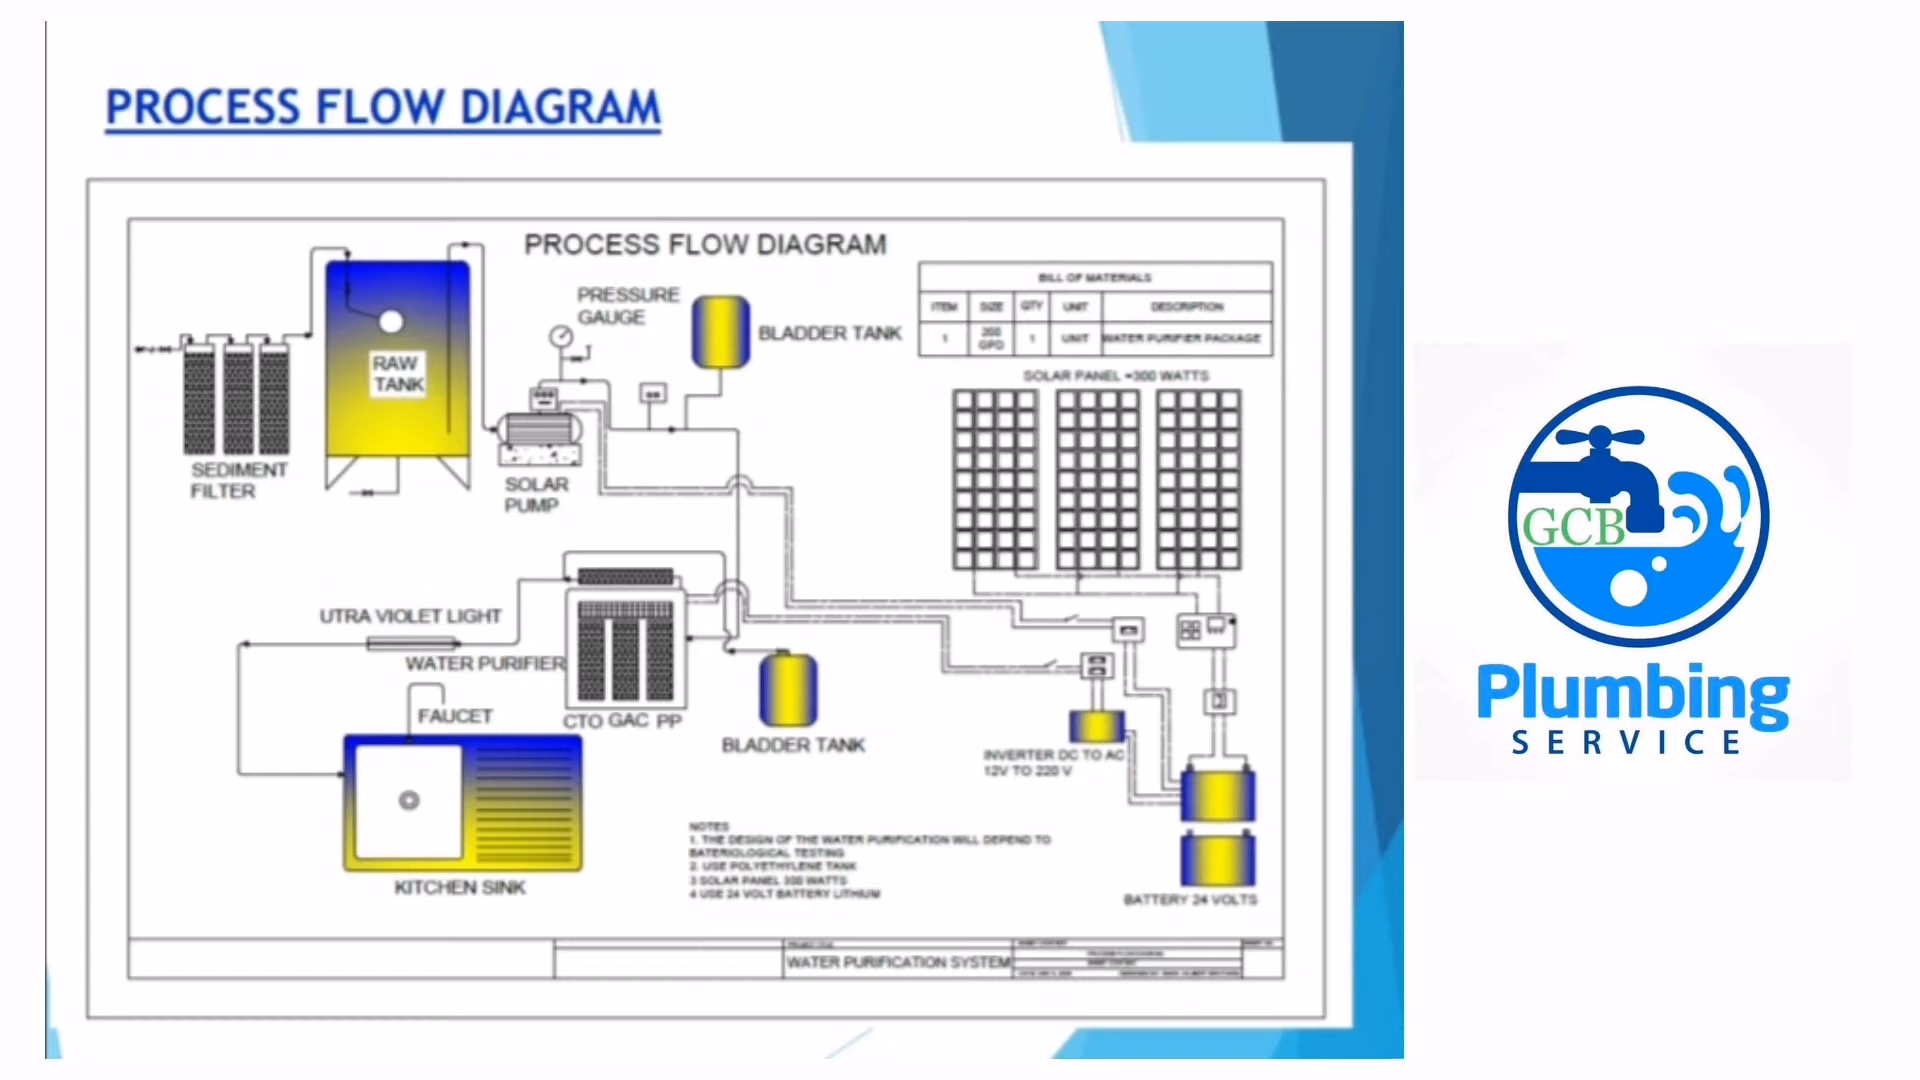 PROCESS FLOW DIAGRAM
PROCESS FLOW DIAGRAM
PRESSURE
GAUGE
BLADDER TANK
BILL OF MATERIALS
ITEM SIZE QTY UNIT DESCRIPTION
1 300 GPD 1 UNIT WATER PURIFIER PACKAGE
SOLAR PANEL =300 WATTS
RAW
TANK
SEDIMENT
FILTER
SOLAR
PUMP
UTRA VIOLET LIGHT
WATER PURIFIER
FAUCET
CTO GAC PP
BLADDER TANK
KITCHEN SINK
INVERTER DC TO AC
12V TO 220 V
NOTES
1. THE DESIGN OF THE WATER PURIFICATION WILL DEPEND TO
BATERIOLOGICAL TESTING
2. USE POLYETHYLENE TANK
3 SOLAR PANEL 300 WATTS
4 USE 24 VOLT BATTERY LITHIUM
BATTERY 24 VOLTS
PROJECT TITLE
WATER PURIFICATION SYSTEM
GCB
Plumbing
SERVICE